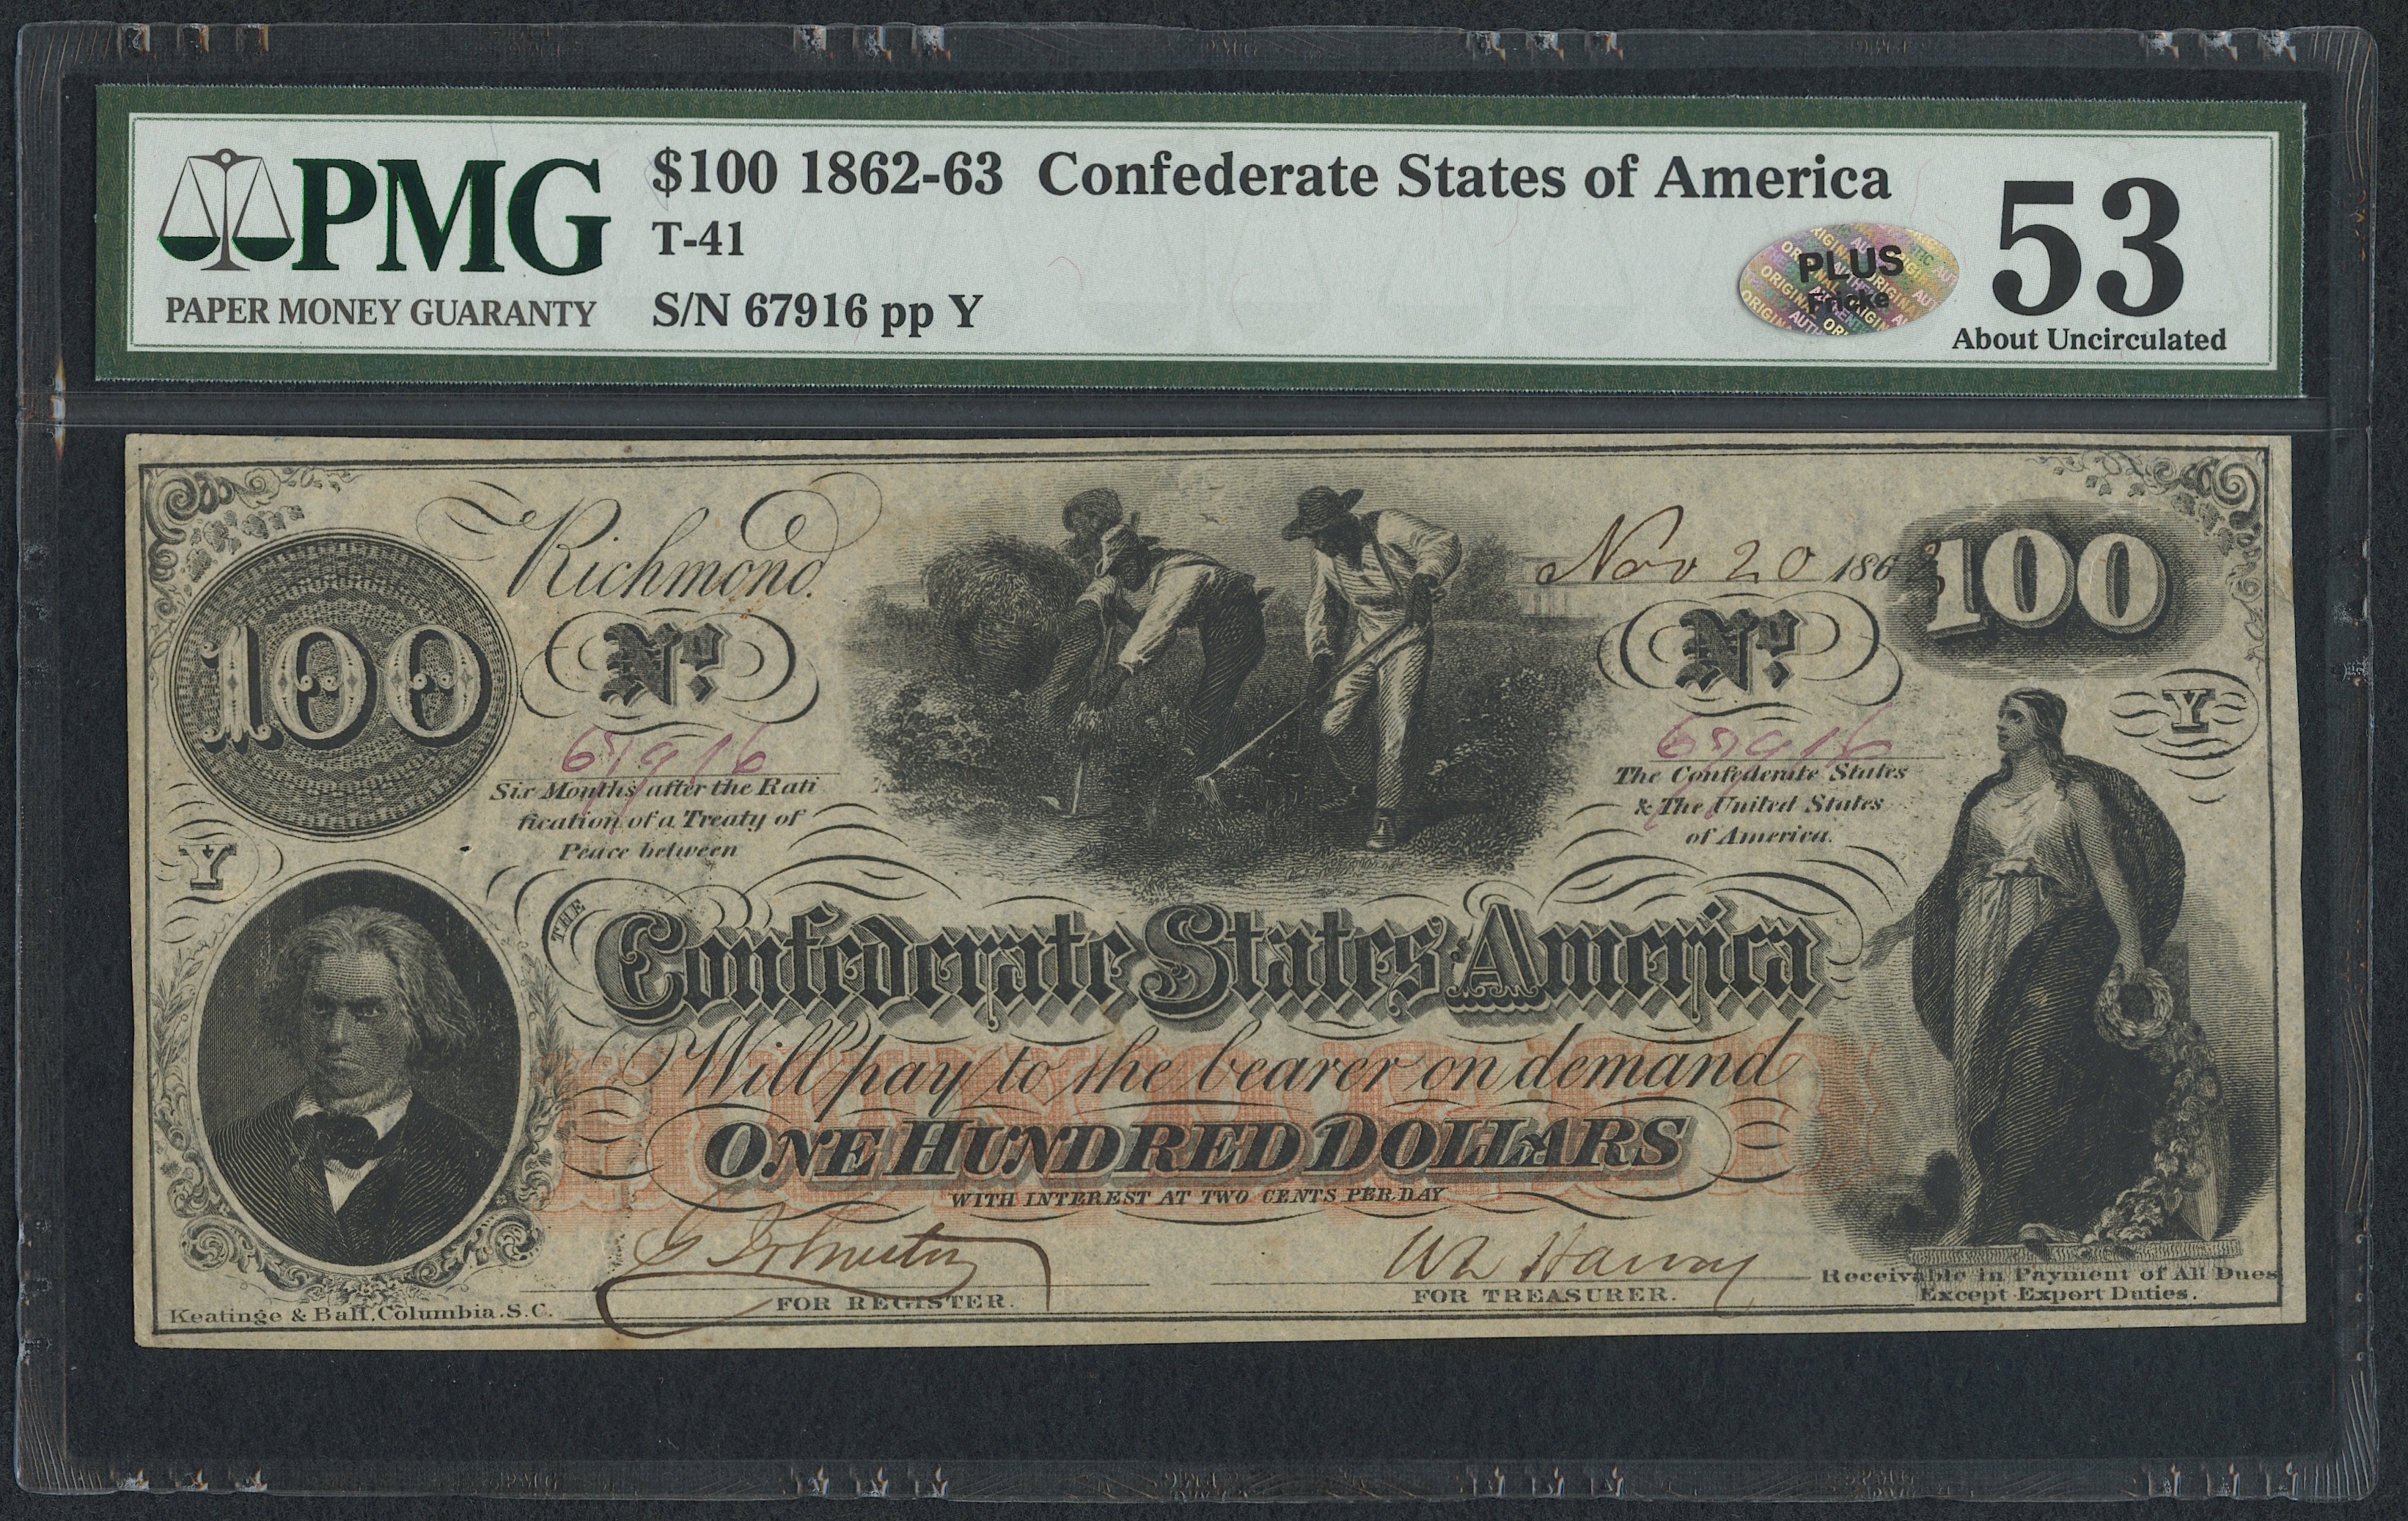 PMG
PAPER MONEY GUARANTY
$100 1862-63 Confederate States of America
T-41
S/N 67916 pp Y
PLUS
Fricke
53
About Uncirculated
100
Richmond.
Nov 20 186
100
No.
No.
67916
67916
Y
Six Months after the Rati
fication of a Treaty of
Peace between
The Confederate States
& The United States
of America.
Y
THE
Confederate States America
Will pay to the bearer on demand
ONE HUNDRED DOLLARS
WITH INTEREST AT TWO CENTS PER DAY
FOR REGISTER.
FOR TREASURER.
Receivable in Payment of All Dues
Except Export Duties.
Keatinge & Ball, Columbia, S.C.